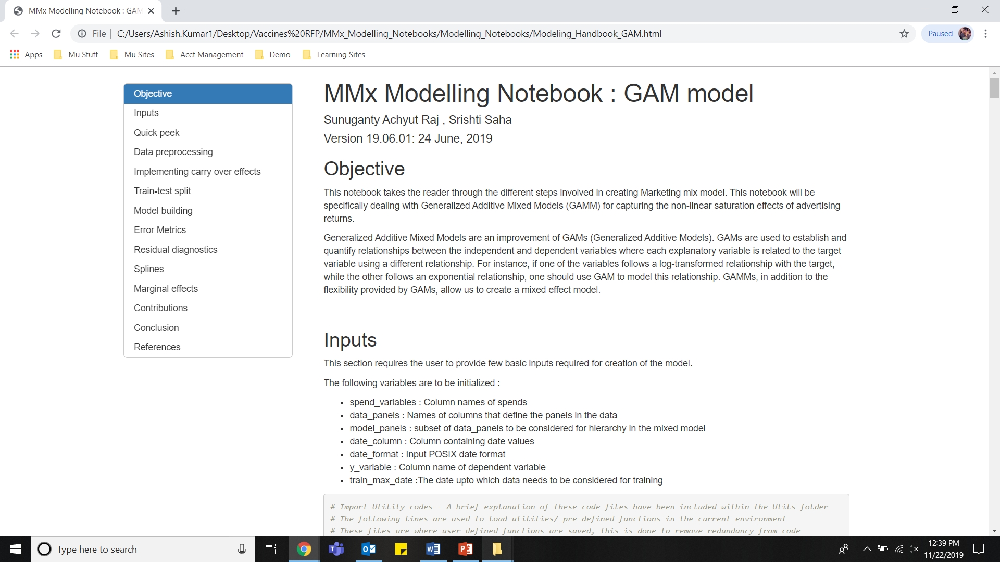 MMx Modelling Notebook : GAM
File
C:/Users/Ashish.Kumar1/Desktop/Vaccines%20RFP/MMx_Modelling_Notebooks/Modelling_Notebooks/Modeling_Handbook_GAM.html
Paused
Apps
Mu Stuff
Mu Sites
Acct Management
Demo
Learning Sites
Objective
Inputs
Quick peek
Data preprocessing
Implementing carry over effects
Train-test split
Model building
Error Metrics
Residual diagnostics
Splines
Marginal effects
Contributions
Conclusion
References
MMx Modelling Notebook : GAM model
Sunuganty Achyut Raj , Srishti Saha
Version 19.06.01: 24 June, 2019
Objective
This notebook takes the reader through the different steps involved in creating Marketing mix model. This notebook will be
specifically dealing with Generalized Additive Mixed Models (GAMM) for capturing the non-linear saturation effects of advertising
returns.
Generalized Additive Mixed Models are an improvement of GAMs (Generalized Additive Models). GAMs are used to establish and
quantify relationships between the independent and dependent variables where each explanatory variable is related to the target
variable using a different relationship. For instance, if one of the variables follows a log-transformed relationship with the target,
while the other follows an exponential relationship, one should use GAM to model this relationship. GAMMs, in addition to the
flexibility provided by GAMs, allow us to create a mixed effect model.
Inputs
This section requires the user to provide few basic inputs required for creation of the model.
The following variables are to be initialized :
• spend_variables : Column names of spends
• data_panels : Names of columns that define the panels in the data
• model_panels : subset of data_panels to be considered for hierarchy in the mixed model
• date_column : Column containing date values
• date_format : Input POSIX date format
• y_variable : Column name of dependent variable
• train_max_date :The date upto which data needs to be considered for training
# Import Utility codes-- A brief explanation of these code files have been included within the Utils folder
# The following lines are used to load utilities/ pre-defined functions in the current environment
# These files are where user defined functions are saved, this is done to remove redundancy from code
Type here to search
12:39 PM
11/22/2019